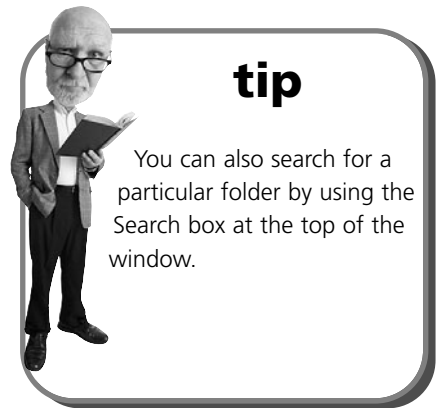 tip
You can also search for a
particular folder by using the
Search box at the top of the
window.